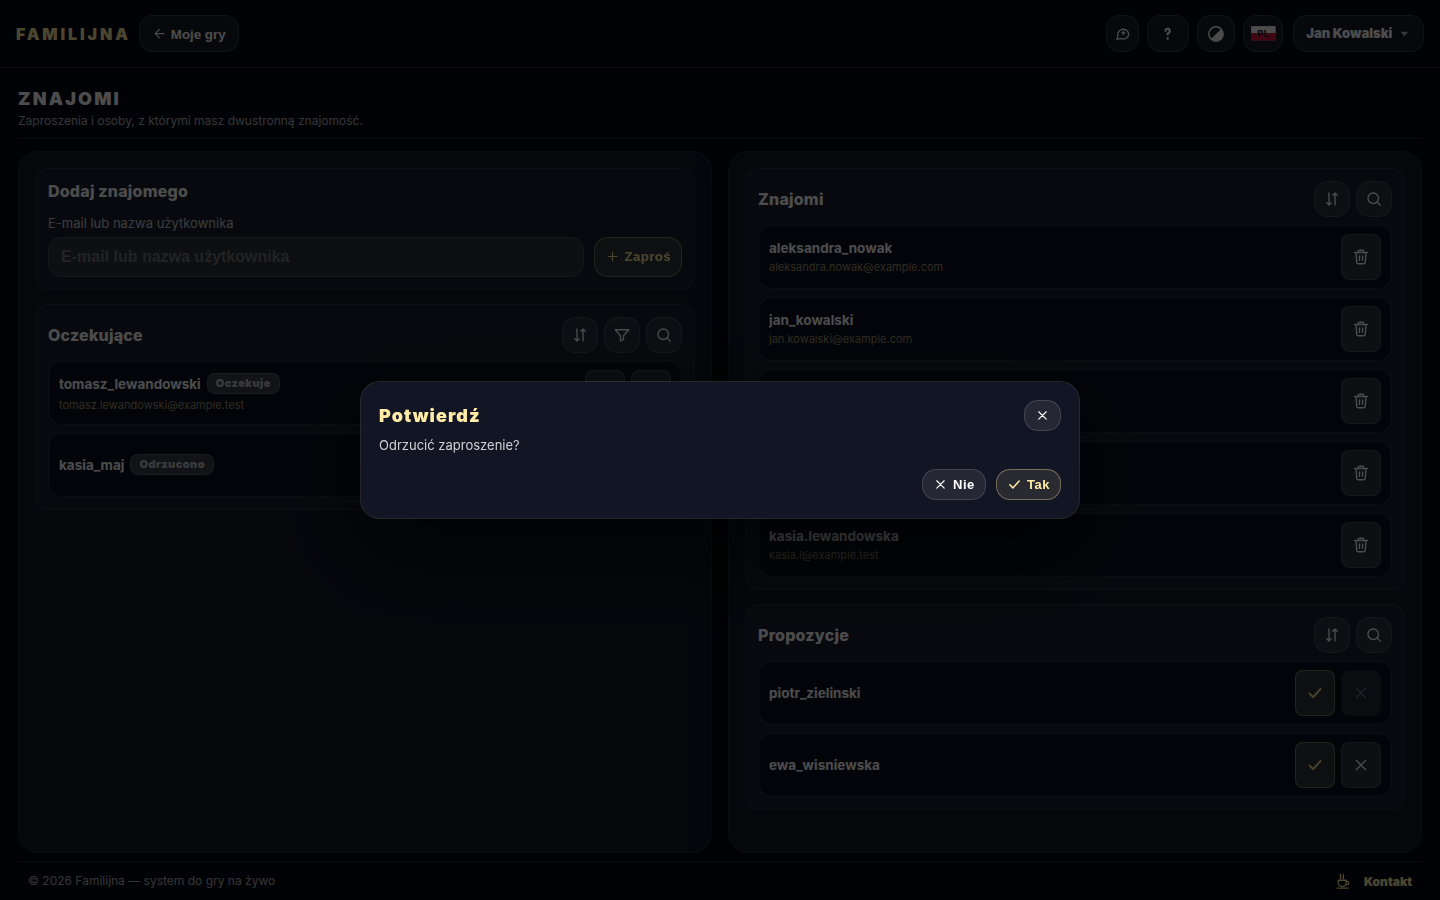 FAMILIJNA
Moje gry
?
PL
Jan Kowalski
ZNAJOMI
Zaproszenia i osoby, z którymi masz dwustronną znajomość.
Dodaj znajomego
E-mail lub nazwa użytkownika
E-mail lub nazwa użytkownika
Zaproś
Oczekujące
tomasz_lewandowski Oczekuje
tomasz.lewandowski@example.test
kasia_maj Odrzucono
Znajomi
aleksandra_nowak
aleksandra.nowak@example.com
jan_kowalski
jan.kowalski@example.com
kasia.lewandowska
kasia.l@example.test
Propozycje
piotr_zielinski
ewa_wisniewska
Potwierdź
Odrzucić zaproszenie?
Nie
Tak
© 2026 Familijna — system do gry na żywo
Kontakt